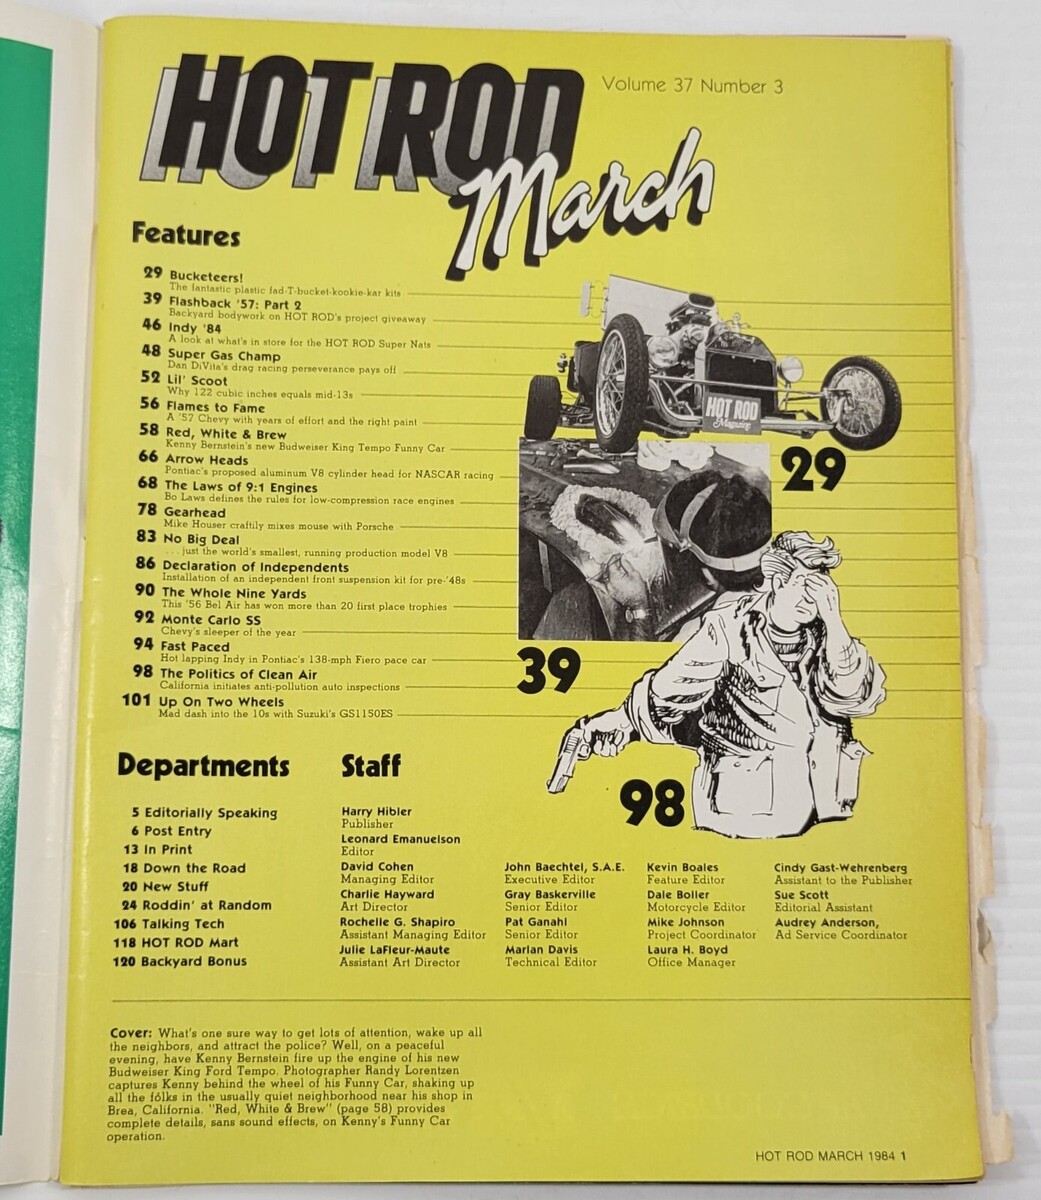 HOT ROD
March
Volume 37 Number 3
Features
29 Bucketeers!
The fantastic plastic fad-T-bucket-kookie-kar kits
39 Flashback '57: Part 2
Backyard bodywork on HOT ROD's project giveaway
46 Indy '84
A look at what's in store for the HOT ROD Super Nats
48 Super Gas Champ
Dan DiVita's drag racing perseverance pays off
52 Lil' Scoot
Why 122 cubic inches equals mid-13s
56 Flames to Fame
A '57 Chevy with years of effort and the right paint
58 Red, White & Brew
Kenny Bernstein's new Budweiser King Tempo Funny Car
66 Arrow Heads
Pontiac's proposed aluminum V8 cylinder head for NASCAR racing
68 The Laws of 9:1 Engines
Bo Laws defines the rules for low-compression race engines
78 Gearhead
Mike Houser craftily mixes mouse with Porsche
83 No Big Deal
. . . just the world's smallest, running production model V8
86 Declaration of Independents
Installation of an independent front suspension kit for pre-'48s
90 The Whole Nine Yards
This '56 Bel Air has won more than 20 first place trophies
92 Monte Carlo SS
Chevy's sleeper of the year
94 Fast Paced
Hot lapping Indy in Pontiac's 138-mph Fiero pace car
98 The Politics of Clean Air
California initiates anti-pollution auto inspections
101 Up On Two Wheels
Mad dash into the 10s with Suzuki's GS1150ES
HOT ROD
Magazine
29
39
98
Departments
5 Editorially Speaking
6 Post Entry
13 In Print
18 Down the Road
20 New Stuff
24 Roddin' at Random
106 Talking Tech
118 HOT ROD Mart
120 Backyard Bonus
Staff
Harry Hibler
Publisher
Leonard Emanuelson
Editor
David Cohen
Managing Editor
Charlie Hayward
Art Director
Rochelle G. Shapiro
Assistant Managing Editor
Julie LaFleur-Maute
Assistant Art Director
John Baechtel, S.A.E.
Executive Editor
Gray Baskerville
Senior Editor
Pat Ganahl
Senior Editor
Marlan Davis
Technical Editor
Kevin Boales
Feature Editor
Dale Boller
Motorcycle Editor
Mike Johnson
Project Coordinator
Laura H. Boyd
Office Manager
Cindy Gast-Wehrenberg
Assistant to the Publisher
Sue Scott
Editorial Assistant
Audrey Anderson,
Ad Service Coordinator
Cover: What's one sure way to get lots of attention, wake up all
the neighbors, and attract the police? Well, on a peaceful
evening, have Kenny Bernstein fire up the engine of his new
Budweiser King Ford Tempo. Photographer Randy Lorentzen
captures Kenny behind the wheel of his Funny Car, shaking up
all the folks in the usually quiet neighborhood near his shop in
Brea, California. "Red, White & Brew" (page 58) provides
complete details, sans sound effects, on Kenny's Funny Car
operation.
HOT ROD MARCH 1984 1